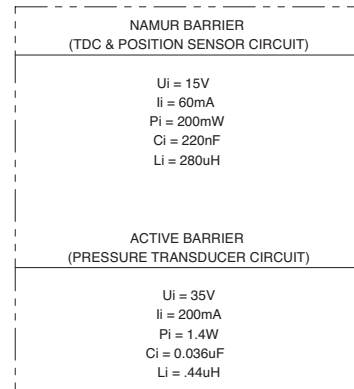 NAMUR BARRIER
(TDC & POSITION SENSOR CIRCUIT)
Ui = 15V
Ii = 60mA
Pi = 200mW
Ci = 220nF
Li = 280uH
ACTIVE BARRIER
(PRESSURE TRANSDUCER CIRCUIT)
Ui = 35V
Ii = 200mA
Pi = 1.4W
Ci = 0.036uF
Li = .44uH